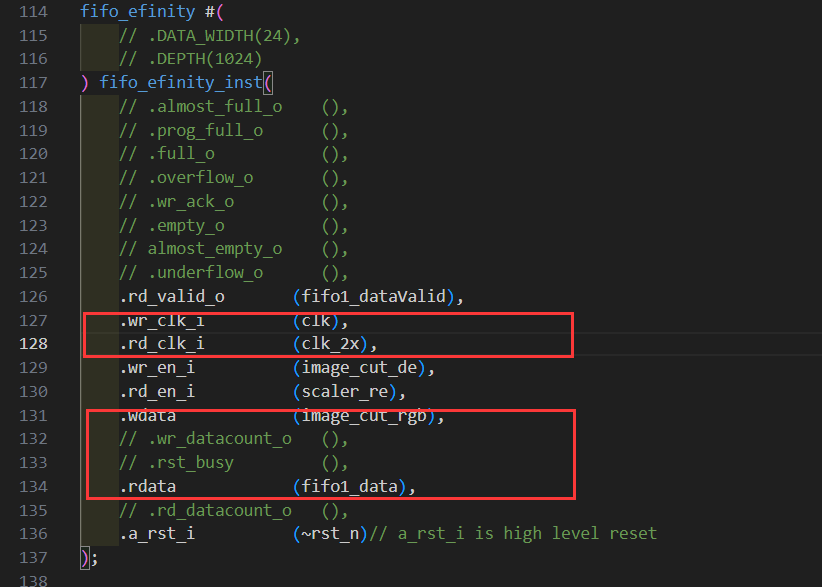 114 fifo_efinity #(
115     // .DATA_WIDTH(24),
116     // .DEPTH(1024)
117 ) fifo_efinity_inst(
118     // .almost_full_o    (),
119     // .prog_full_o      (),
120     // .full_o           (),
121     // .overflow_o       (),
122     // .wr_ack_o         (),
123     // .empty_o          (),
124     // almost_empty_o    (),
125     // .underflow_o      (),
126     .rd_valid_o       (fifo1_dataValid),
127     .wr_clk_i         (clk),
128     .rd_clk_i         (clk_2x),
129     .wr_en_i          (image_cut_de),
130     .rd_en_i          (scaler_re),
131     .wdata            (image_cut_rgb),
132     // .wr_datacount_o   (),
133     // .rst_busy         (),
134     .rdata            (fifo1_data),
135     // .rd_datacount_o   (),
136     .a_rst_i          (~rst_n)// a_rst_i is high level reset
137 );
138